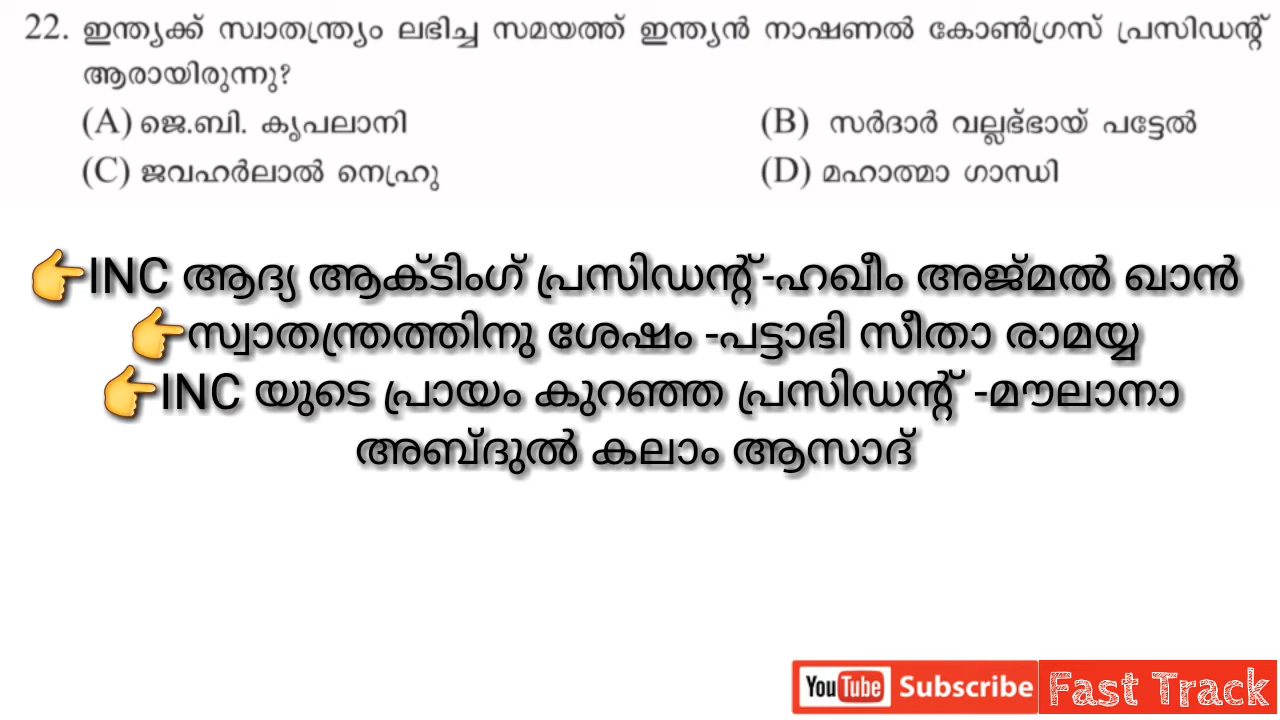 22. ഇന്ത്യക്ക് സ്വാതന്ത്ര്യം ലഭിച്ച സമയത്ത് ഇന്ത്യൻ നാഷണൽ കോൺഗ്രസ് പ്രസിഡന്റ്
ആരായിരുന്നു?
(A) ജെ.ബി. കൃപലാനി (B) സർദാർ വല്ലഭ്ഭായ് പട്ടേൽ
(C) ജവഹർലാൽ നെഹ്രു (D) മഹാത്മാ ഗാന്ധി
👉INC ആദ്യ ആക്ടിംഗ് പ്രസിഡന്റ്-ഹഖീം അജ്മൽ ഖാൻ
👉സ്വാതന്ത്രത്തിനു ശേഷം -പട്ടാഭി സീതാ രാമയ്യ
👉INC യുടെ പ്രായം കുറഞ്ഞ പ്രസിഡന്റ് -മൗലാനാ
അബ്ദുൽ കലാം ആസാദ്
YouTube Subscribe Fast Track